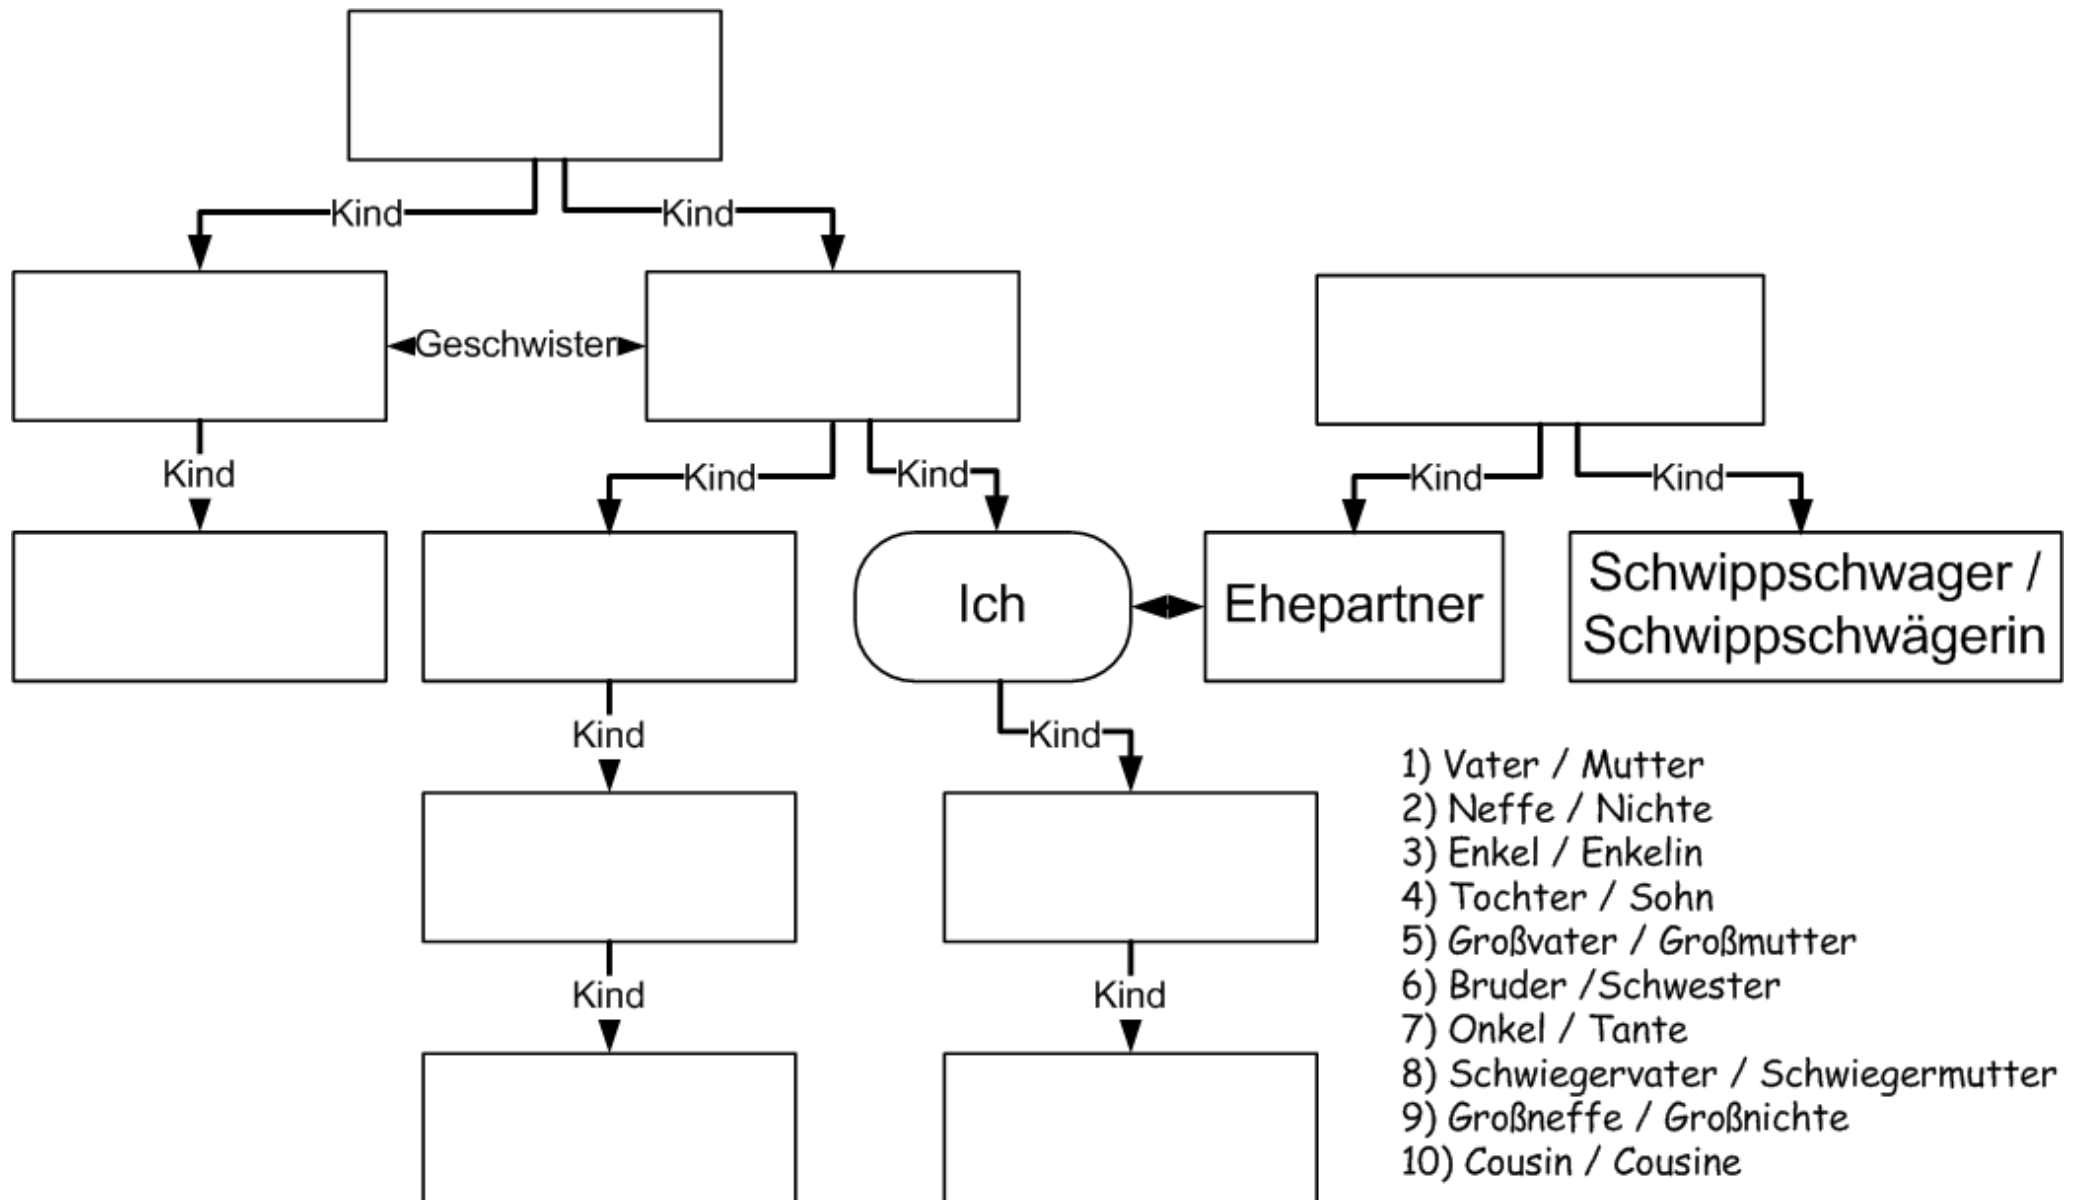 Kind
Kind
Geschwister
Kind
Kind
Kind
Kind
Kind
Ich
Ehepartner
Schwippschwager /
Schwippschwägerin
Kind
Kind
Kind
Kind
1) Vater / Mutter
2) Neffe / Nichte
3) Enkel / Enkelin
4) Tochter / Sohn
5) Großvater / Großmutter
6) Bruder /Schwester
7) Onkel / Tante
8) Schwiegervater / Schwiegermutter
9) Großneffe / Großnichte
10) Cousin / Cousine